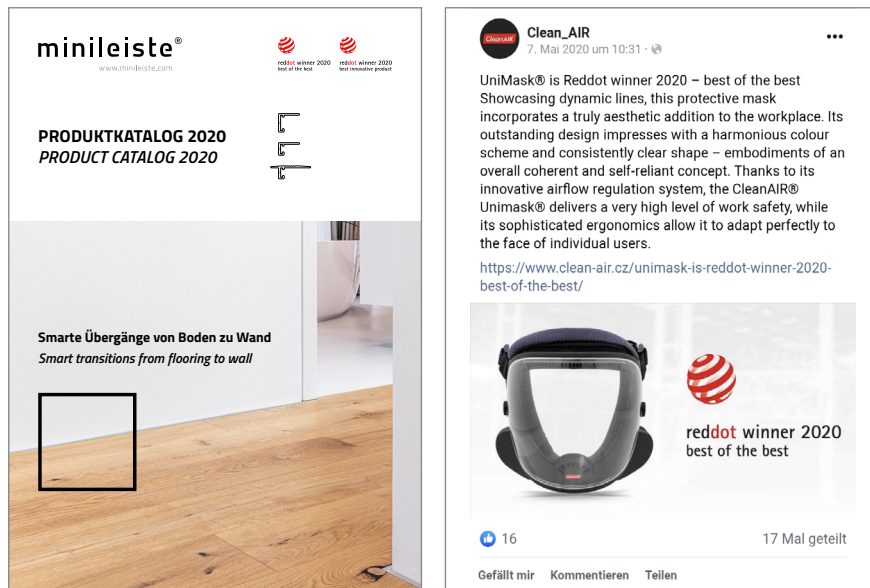 minileiste®
www.minileiste.com
reddot winner 2020
best of the best
reddot winner 2020
best innovative product
PRODUKTKATALOG 2020
PRODUCT CATALOG 2020
Smarte Übergänge von Boden zu Wand
Smart transitions from flooring to wall
CleanAIR
Clean_AIR
7. Mai 2020 um 10:31 ·
UniMask® is Reddot winner 2020 – best of the best
Showcasing dynamic lines, this protective mask
incorporates a truly aesthetic addition to the workplace. Its
outstanding design impresses with a harmonious colour
scheme and consistently clear shape – embodiments of an
overall coherent and self-reliant concept. Thanks to its
innovative airflow regulation system, the CleanAIR®
Unimask® delivers a very high level of work safety, while
its sophisticated ergonomics allow it to adapt perfectly to
the face of individual users.
https://www.clean-air.cz/unimask-is-reddot-winner-2020-
best-of-the-best/
reddot winner 2020
best of the best
16
17 Mal geteilt
Gefällt mir Kommentieren Teilen